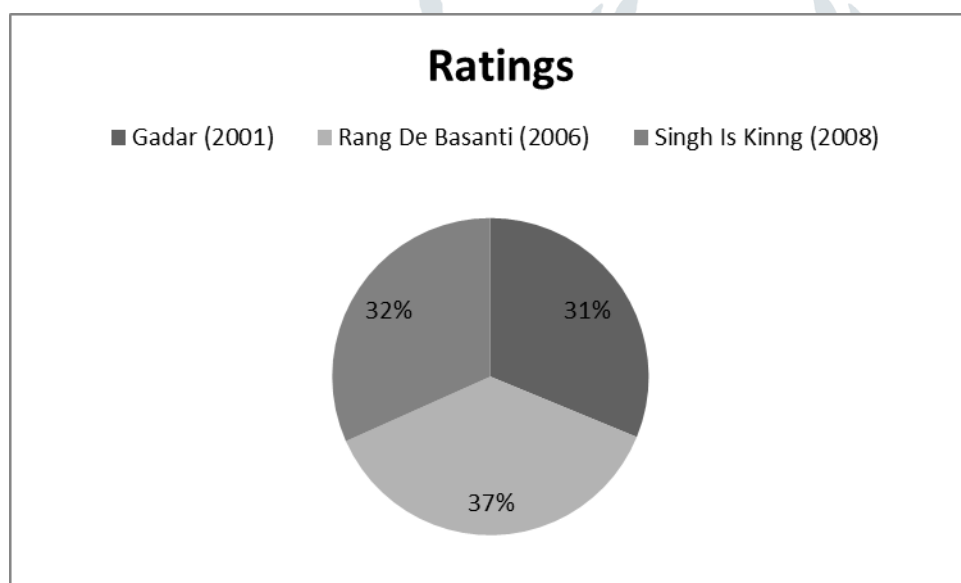 Ratings
Gadar (2001) Rang De Basanti (2006) Singh Is Kinng (2008)
32% 31%
37%